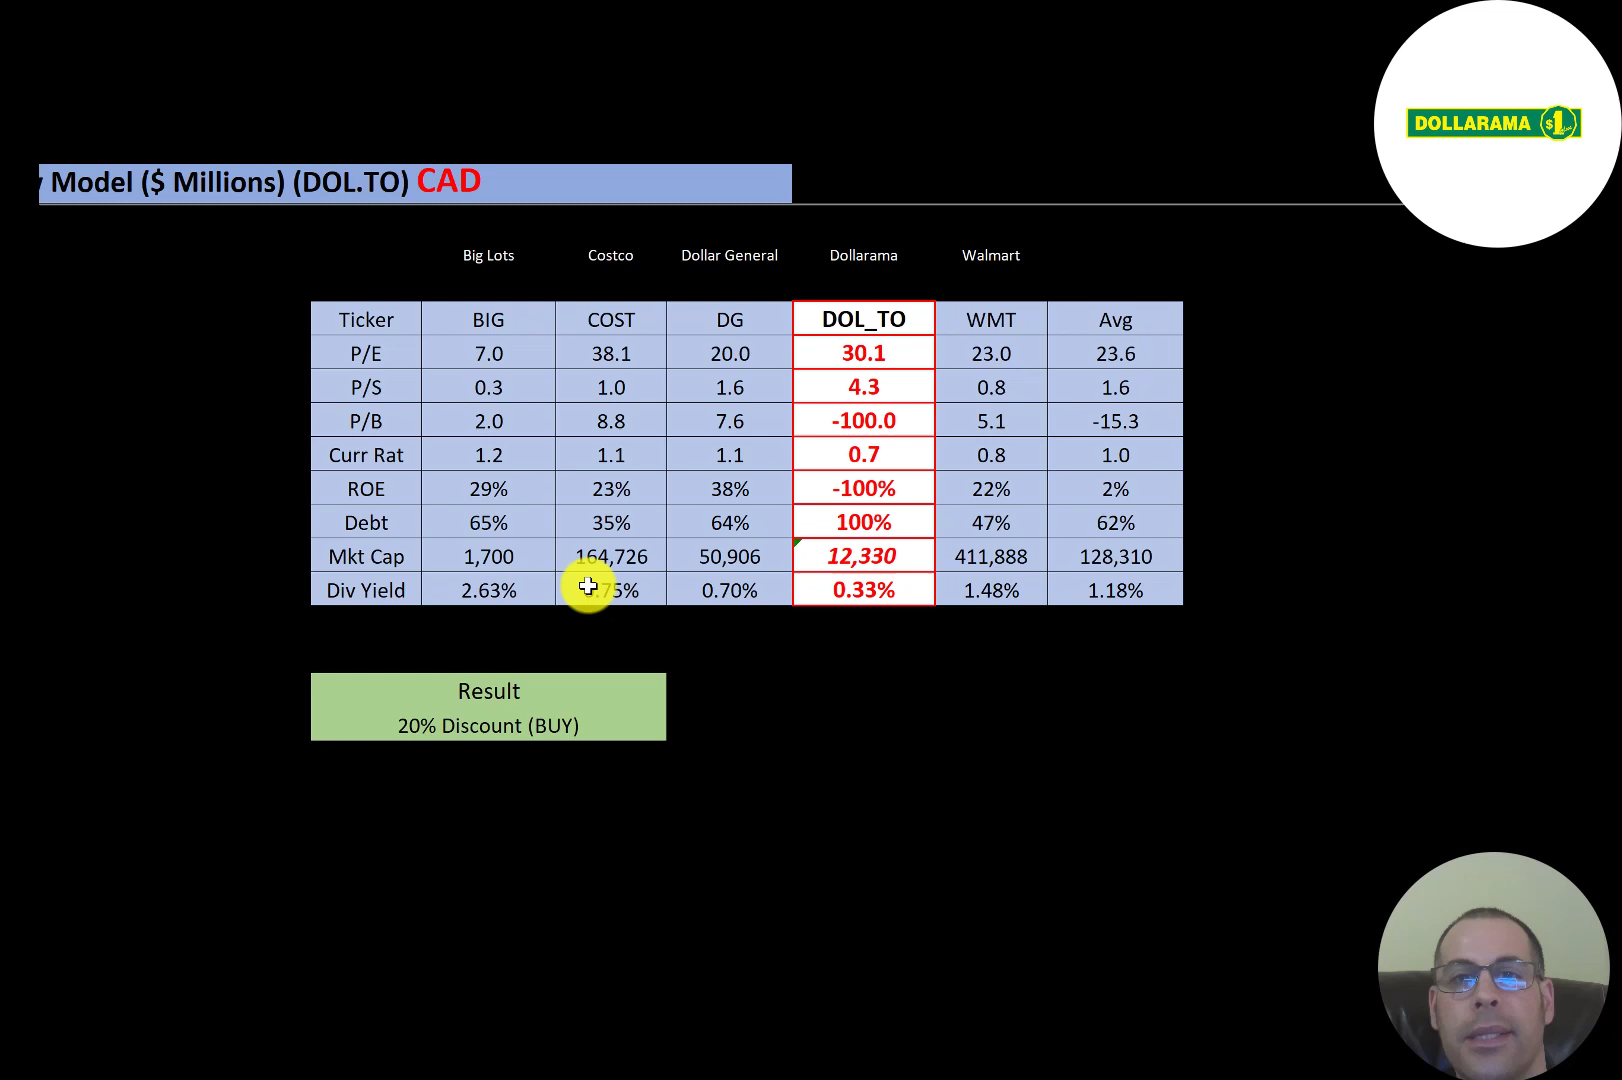 DOLLARAMA $1
Model ($ Millions) (DOL.TO) CAD
Big Lots Costco Dollar General Dollarama Walmart
Ticker BIG COST DG DOL_TO WMT Avg
P/E 7.0 38.1 20.0 30.1 23.0 23.6
P/S 0.3 1.0 1.6 4.3 0.8 1.6
P/B 2.0 8.8 7.6 -100.0 5.1 -15.3
Curr Rat 1.2 1.1 1.1 0.7 0.8 1.0
ROE 29% 23% 38% -100% 22% 2%
Debt 65% 35% 64% 100% 47% 62%
Mkt Cap 1,700 164,726 50,906 12,330 411,888 128,310
Div Yield 2.63% .75% 0.70% 0.33% 1.48% 1.18%
Result
20% Discount (BUY)